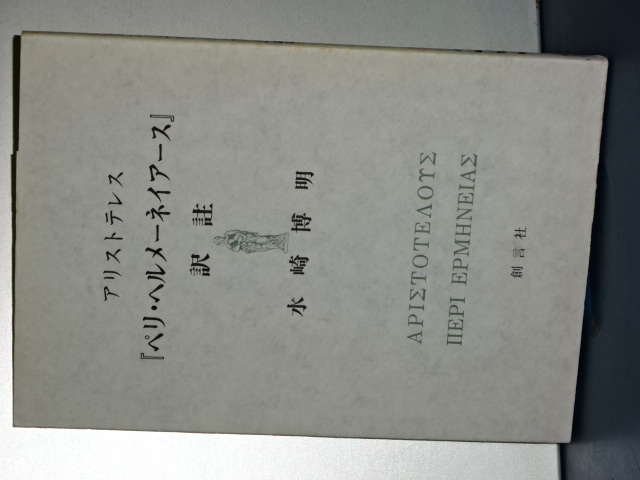 アリストテレス
『ペリ・ヘルメーネイアース』
訳註
水崎博明
ΑΡΙΣΤΟΤΕΛΟΥΣ
ΠΕΡΙ ΕΡΜΗΝΕΙΑΣ
創言社